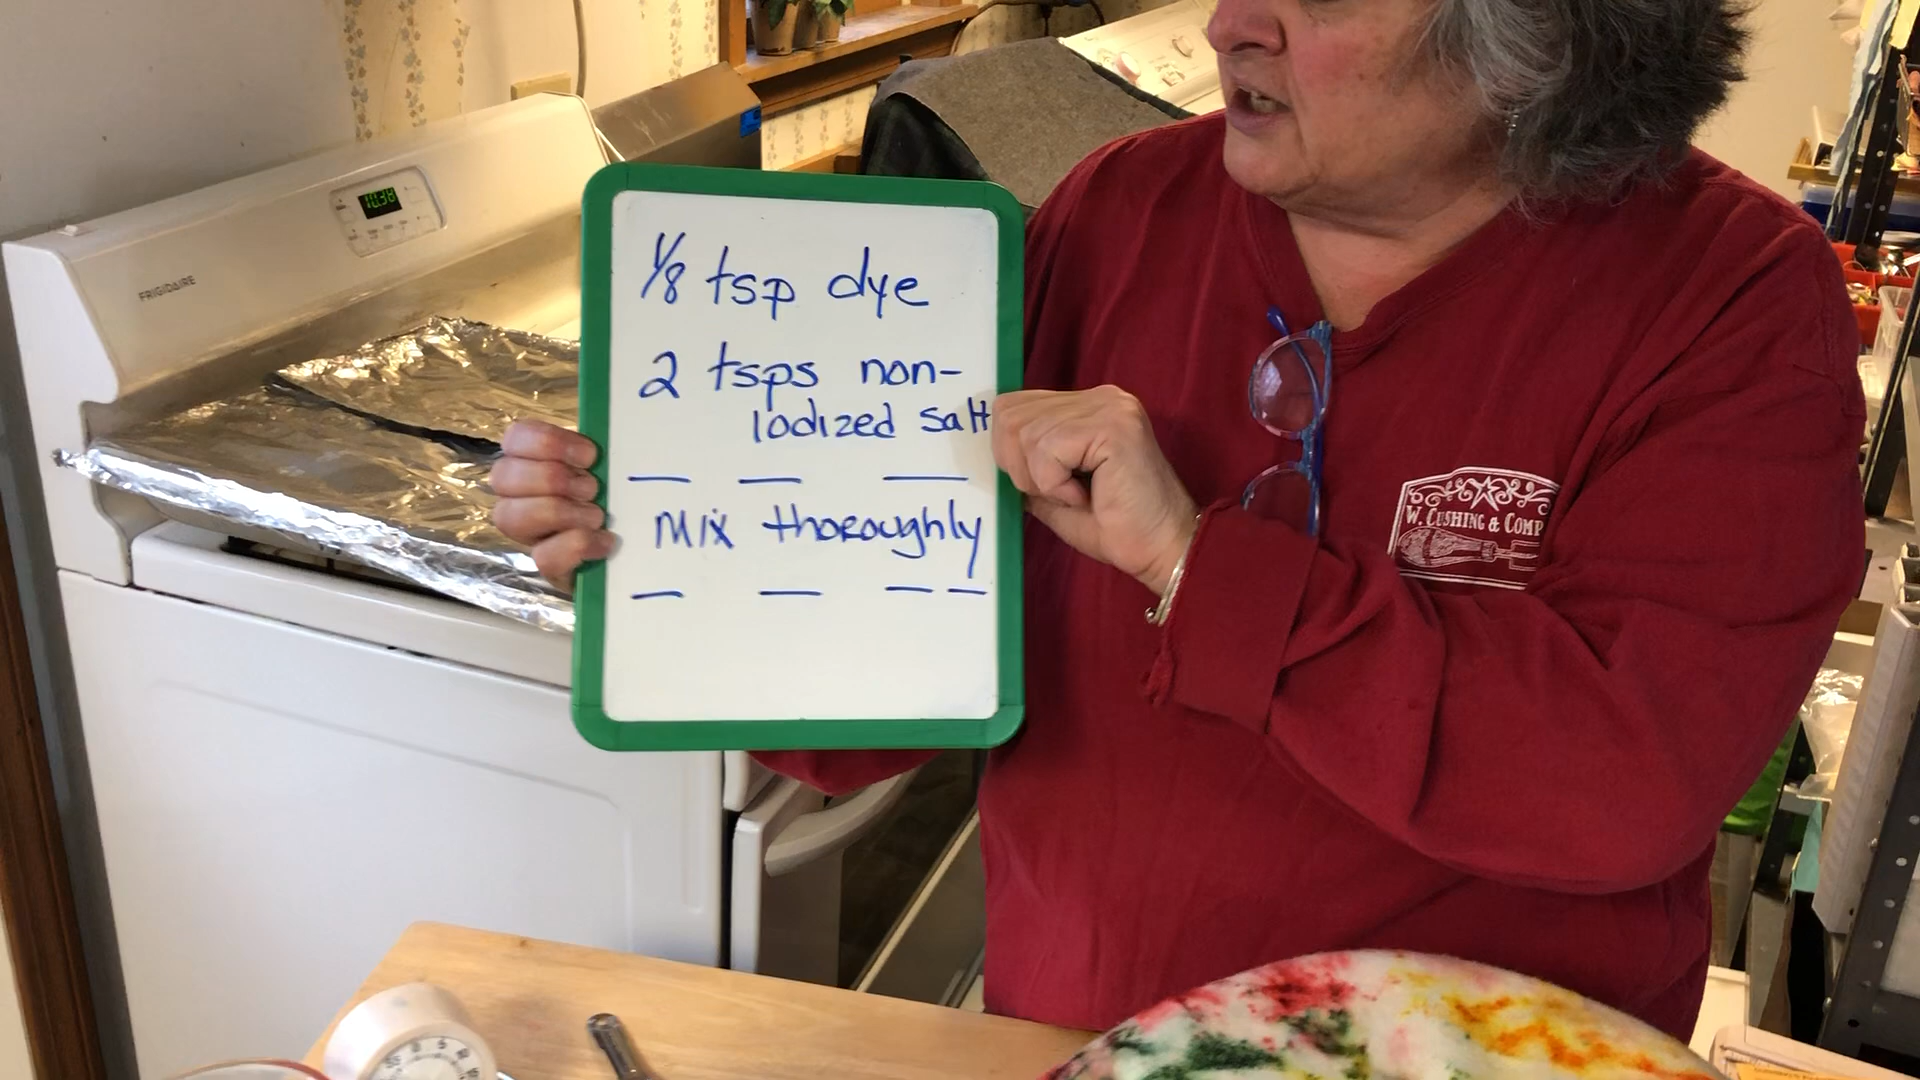 10:38
FRIGIDAIRE
1/8 tsp dye
2 tsps non-
Iodized salt
Mix thoroughly
W. CUSHING & COMP